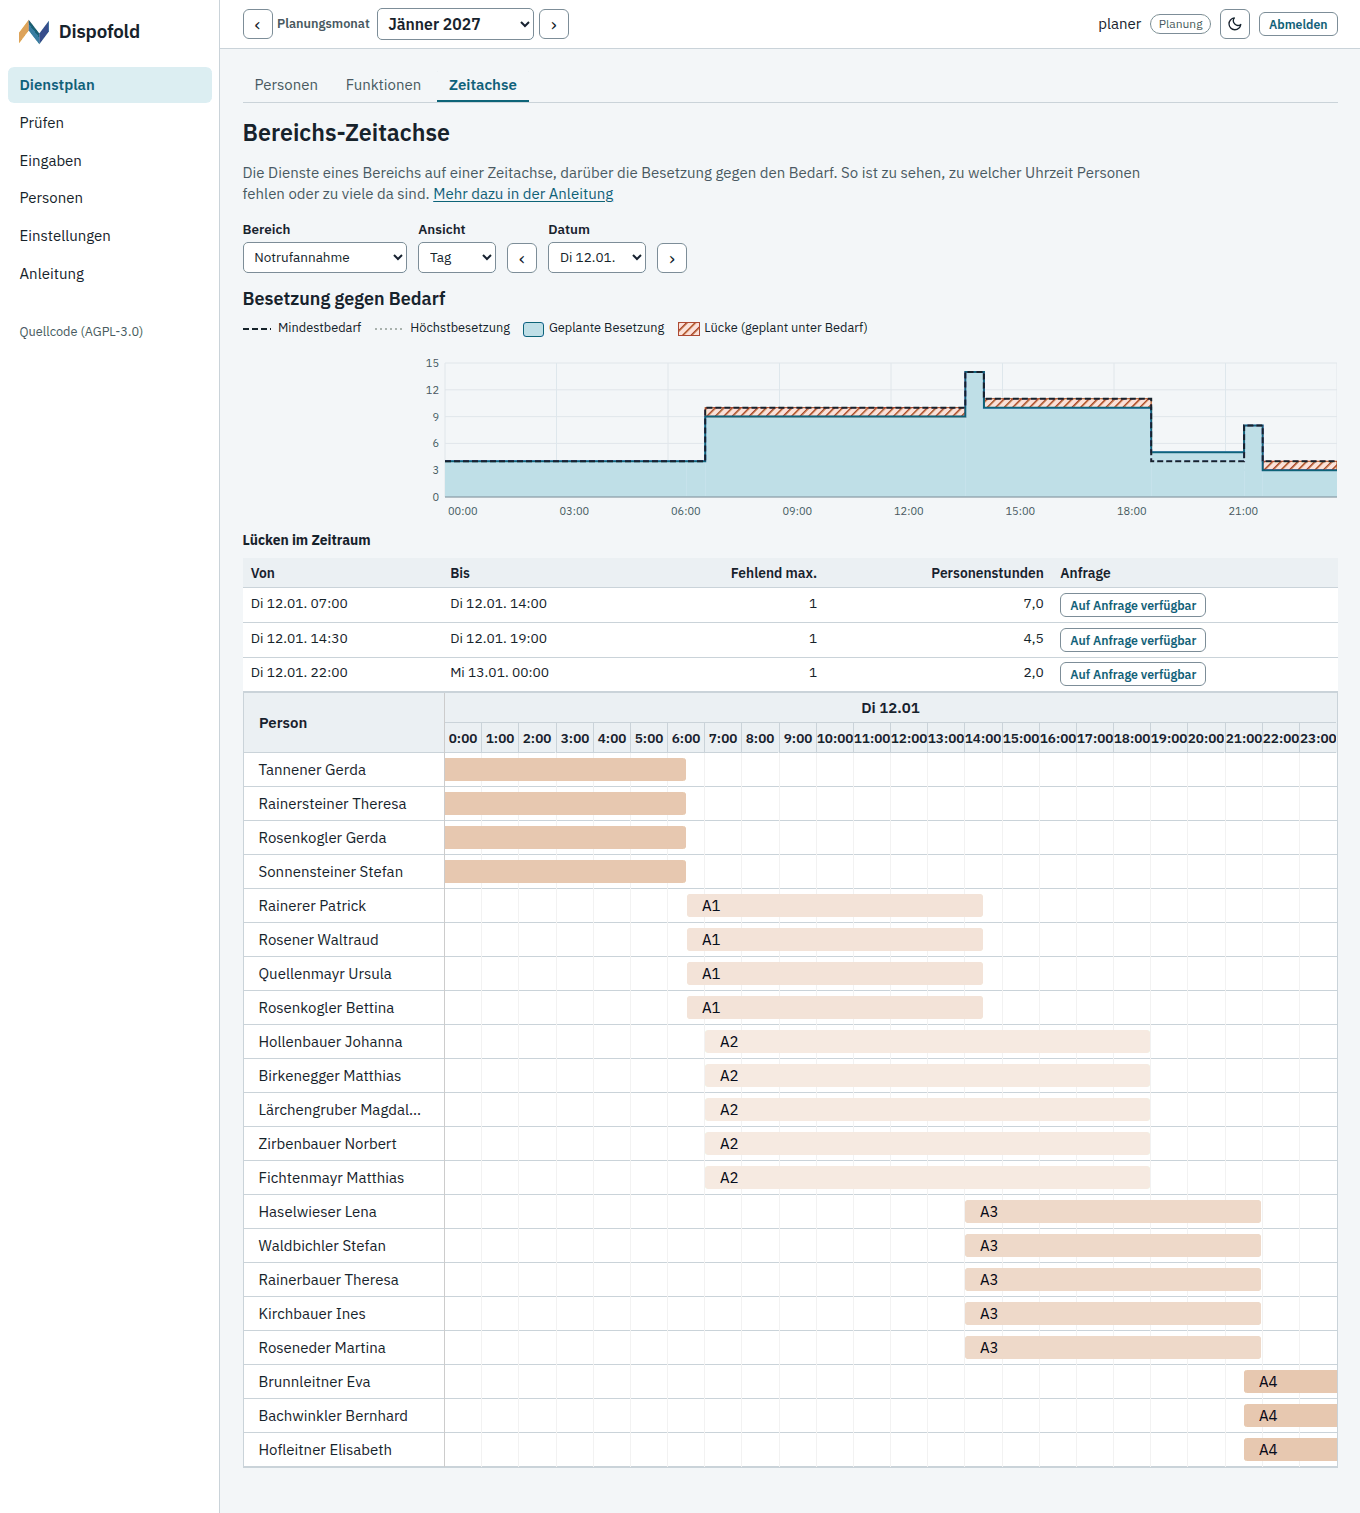 Dispofold
Dienstplan
Prüfen
Eingaben
Personen
Einstellungen
Anleitung
Quellcode (AGPL-3.0)
‹ Planungsmonat Jänner 2027 ›
planer Planung Abmelden
Personen Funktionen Zeitachse
Bereichs-Zeitachse
Die Dienste eines Bereichs auf einer Zeitachse, darüber die Besetzung gegen den Bedarf. So ist zu sehen, zu welcher Uhrzeit Personen
fehlen oder zu viele da sind. Mehr dazu in der Anleitung
Bereich Ansicht Datum
Notrufannahme Tag ‹ Di 12.01. ›
Besetzung gegen Bedarf
Mindestbedarf Höchstbesetzung Geplante Besetzung Lücke (geplant unter Bedarf)
15
12
9
6
3
0
00:00 03:00 06:00 09:00 12:00 15:00 18:00 21:00
Lücken im Zeitraum
Von Bis Fehlend max. Personenstunden Anfrage
Di 12.01. 07:00 Di 12.01. 14:00 1 7,0 Auf Anfrage verfügbar
Di 12.01. 14:30 Di 12.01. 19:00 1 4,5 Auf Anfrage verfügbar
Di 12.01. 22:00 Mi 13.01. 00:00 1 2,0 Auf Anfrage verfügbar
Person Di 12.01
0:00 1:00 2:00 3:00 4:00 5:00 6:00 7:00 8:00 9:00 10:00 11:00 12:00 13:00 14:00 15:00 16:00 17:00 18:00 19:00 20:00 21:00 22:00 23:00
Tannener Gerda
Rainersteiner Theresa
Rosenkogler Gerda
Sonnensteiner Stefan
Rainerer Patrick A1
Rosener Waltraud A1
Quellenmayr Ursula A1
Rosenkogler Bettina A1
Hollenbauer Johanna A2
Birkenegger Matthias A2
Lärchengruber Magdal... A2
Zirbenbauer Norbert A2
Fichtenmayr Matthias A2
Haselwieser Lena A3
Waldbichler Stefan A3
Rainerbauer Theresa A3
Kirchbauer Ines A3
Roseneder Martina A3
Brunnleitner Eva A4
Bachwinkler Bernhard A4
Hofleitner Elisabeth A4